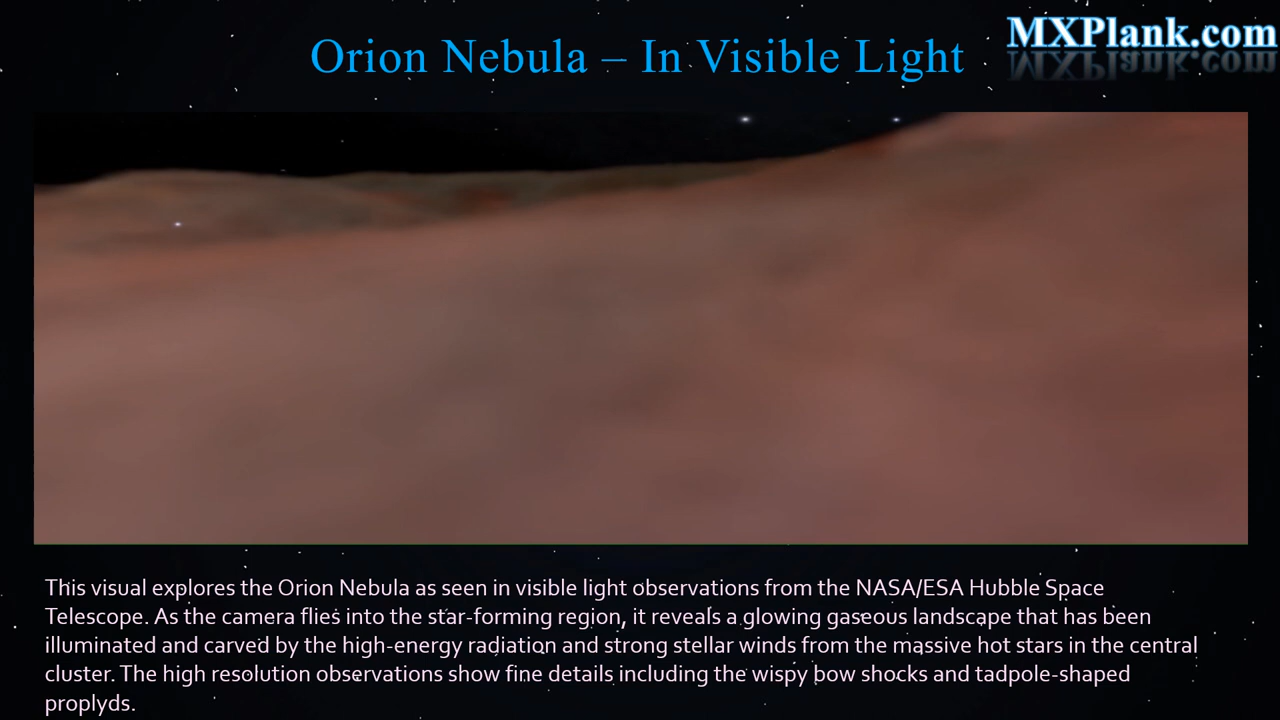 MXPlank.com
Orion Nebula – In Visible Light
This visual explores the Orion Nebula as seen in visible light observations from the NASA/ESA Hubble Space
Telescope. As the camera flies into the star-forming region, it reveals a glowing gaseous landscape that has been
illuminated and carved by the high-energy radiation and strong stellar winds from the massive hot stars in the central
cluster. The high resolution observations show fine details including the wispy bow shocks and tadpole-shaped
proplyds.